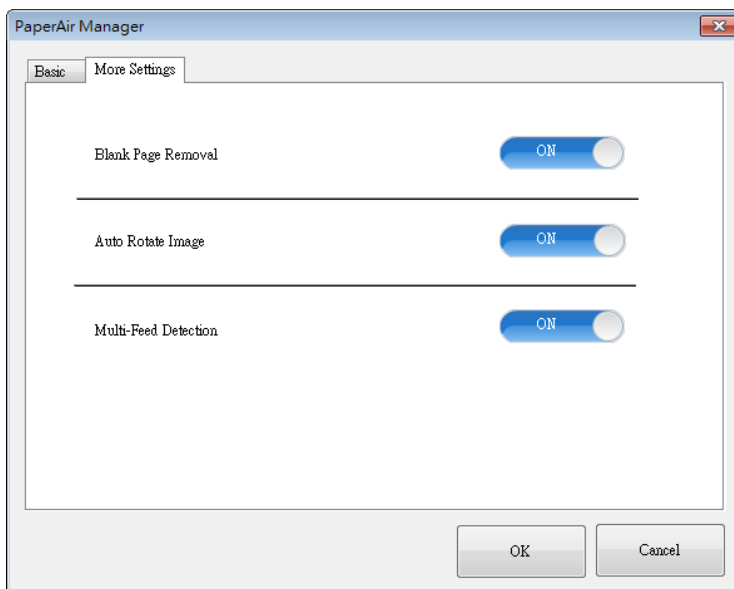 PaperAir Manager
Basic
More Settings
Blank Page Removal
ON
Auto Rotate Image
ON
Multi-Feed Detection
ON
OK
Cancel